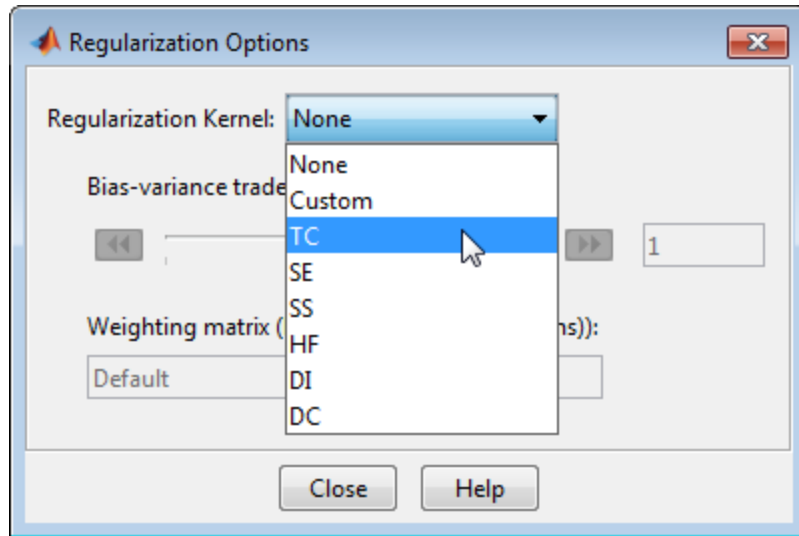 Regularization Options
Regularization Kernel: None
None
Bias-variance trade
Custom
TC
1
SE
SS
Weighting matrix ( ns)):
HF
Default
DI
DC
Close Help